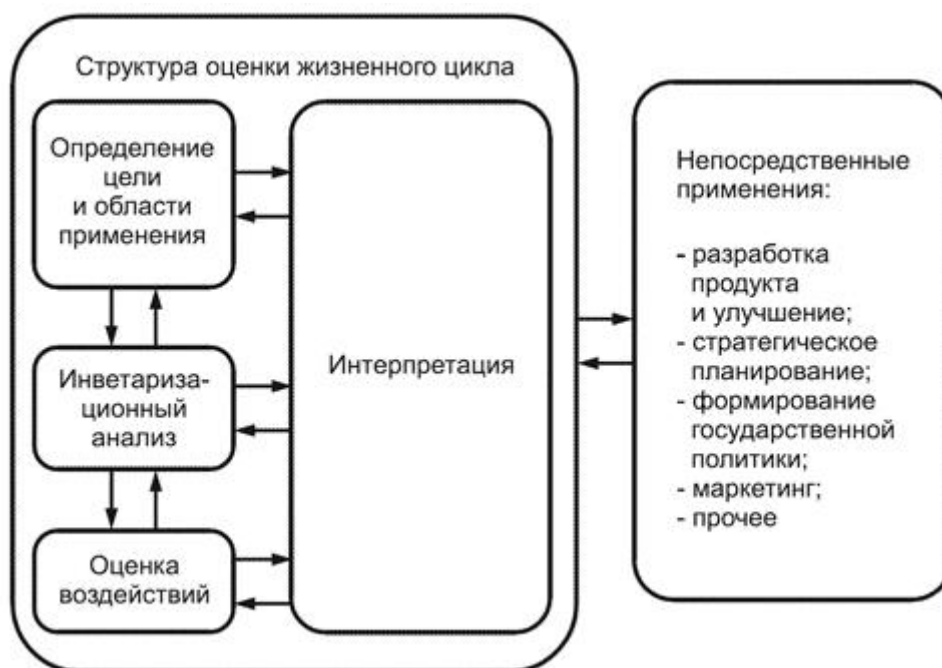 Структура оценки жизненного цикла
Определение
цели
и области
применения
Инветариза-
ционный
анализ
Оценка
воздействий
Интерпретация
Непосредственные
применения:
- разработка
продукта
и улучшение;
- стратегическое
планирование;
- формирование
государственной
политики;
- маркетинг;
- прочее